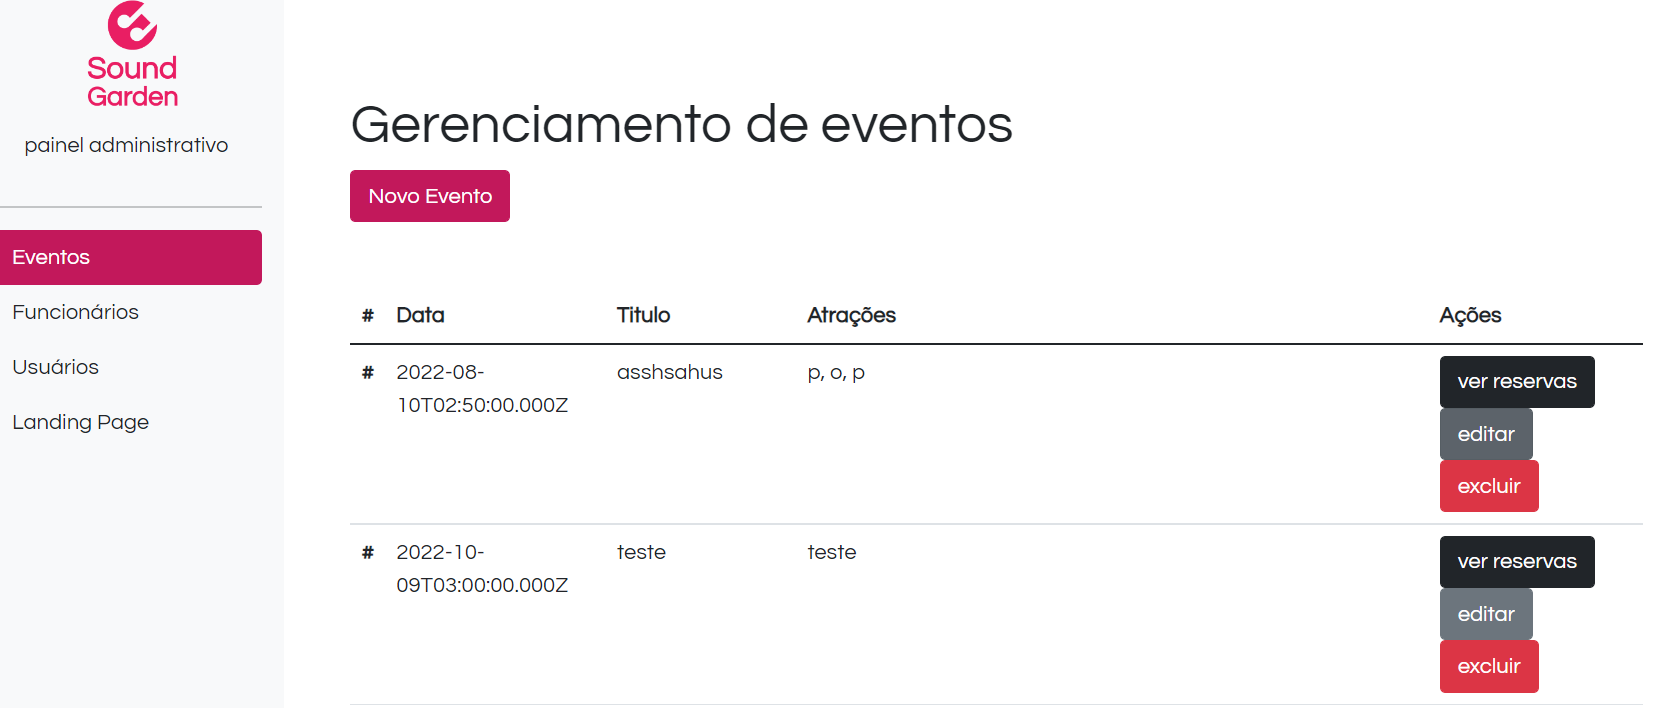 Sound
Garden
painel administrativo
Eventos
Funcionários
Usuários
Landing Page
Gerenciamento de eventos
Novo Evento
# Data Titulo Atrações Ações
# 2022-08- asshsahus p, o, p ver reservas
10T02:50:00.000Z
editar
excluir
# 2022-10- teste teste ver reservas
09T03:00:00.000Z
editar
excluir